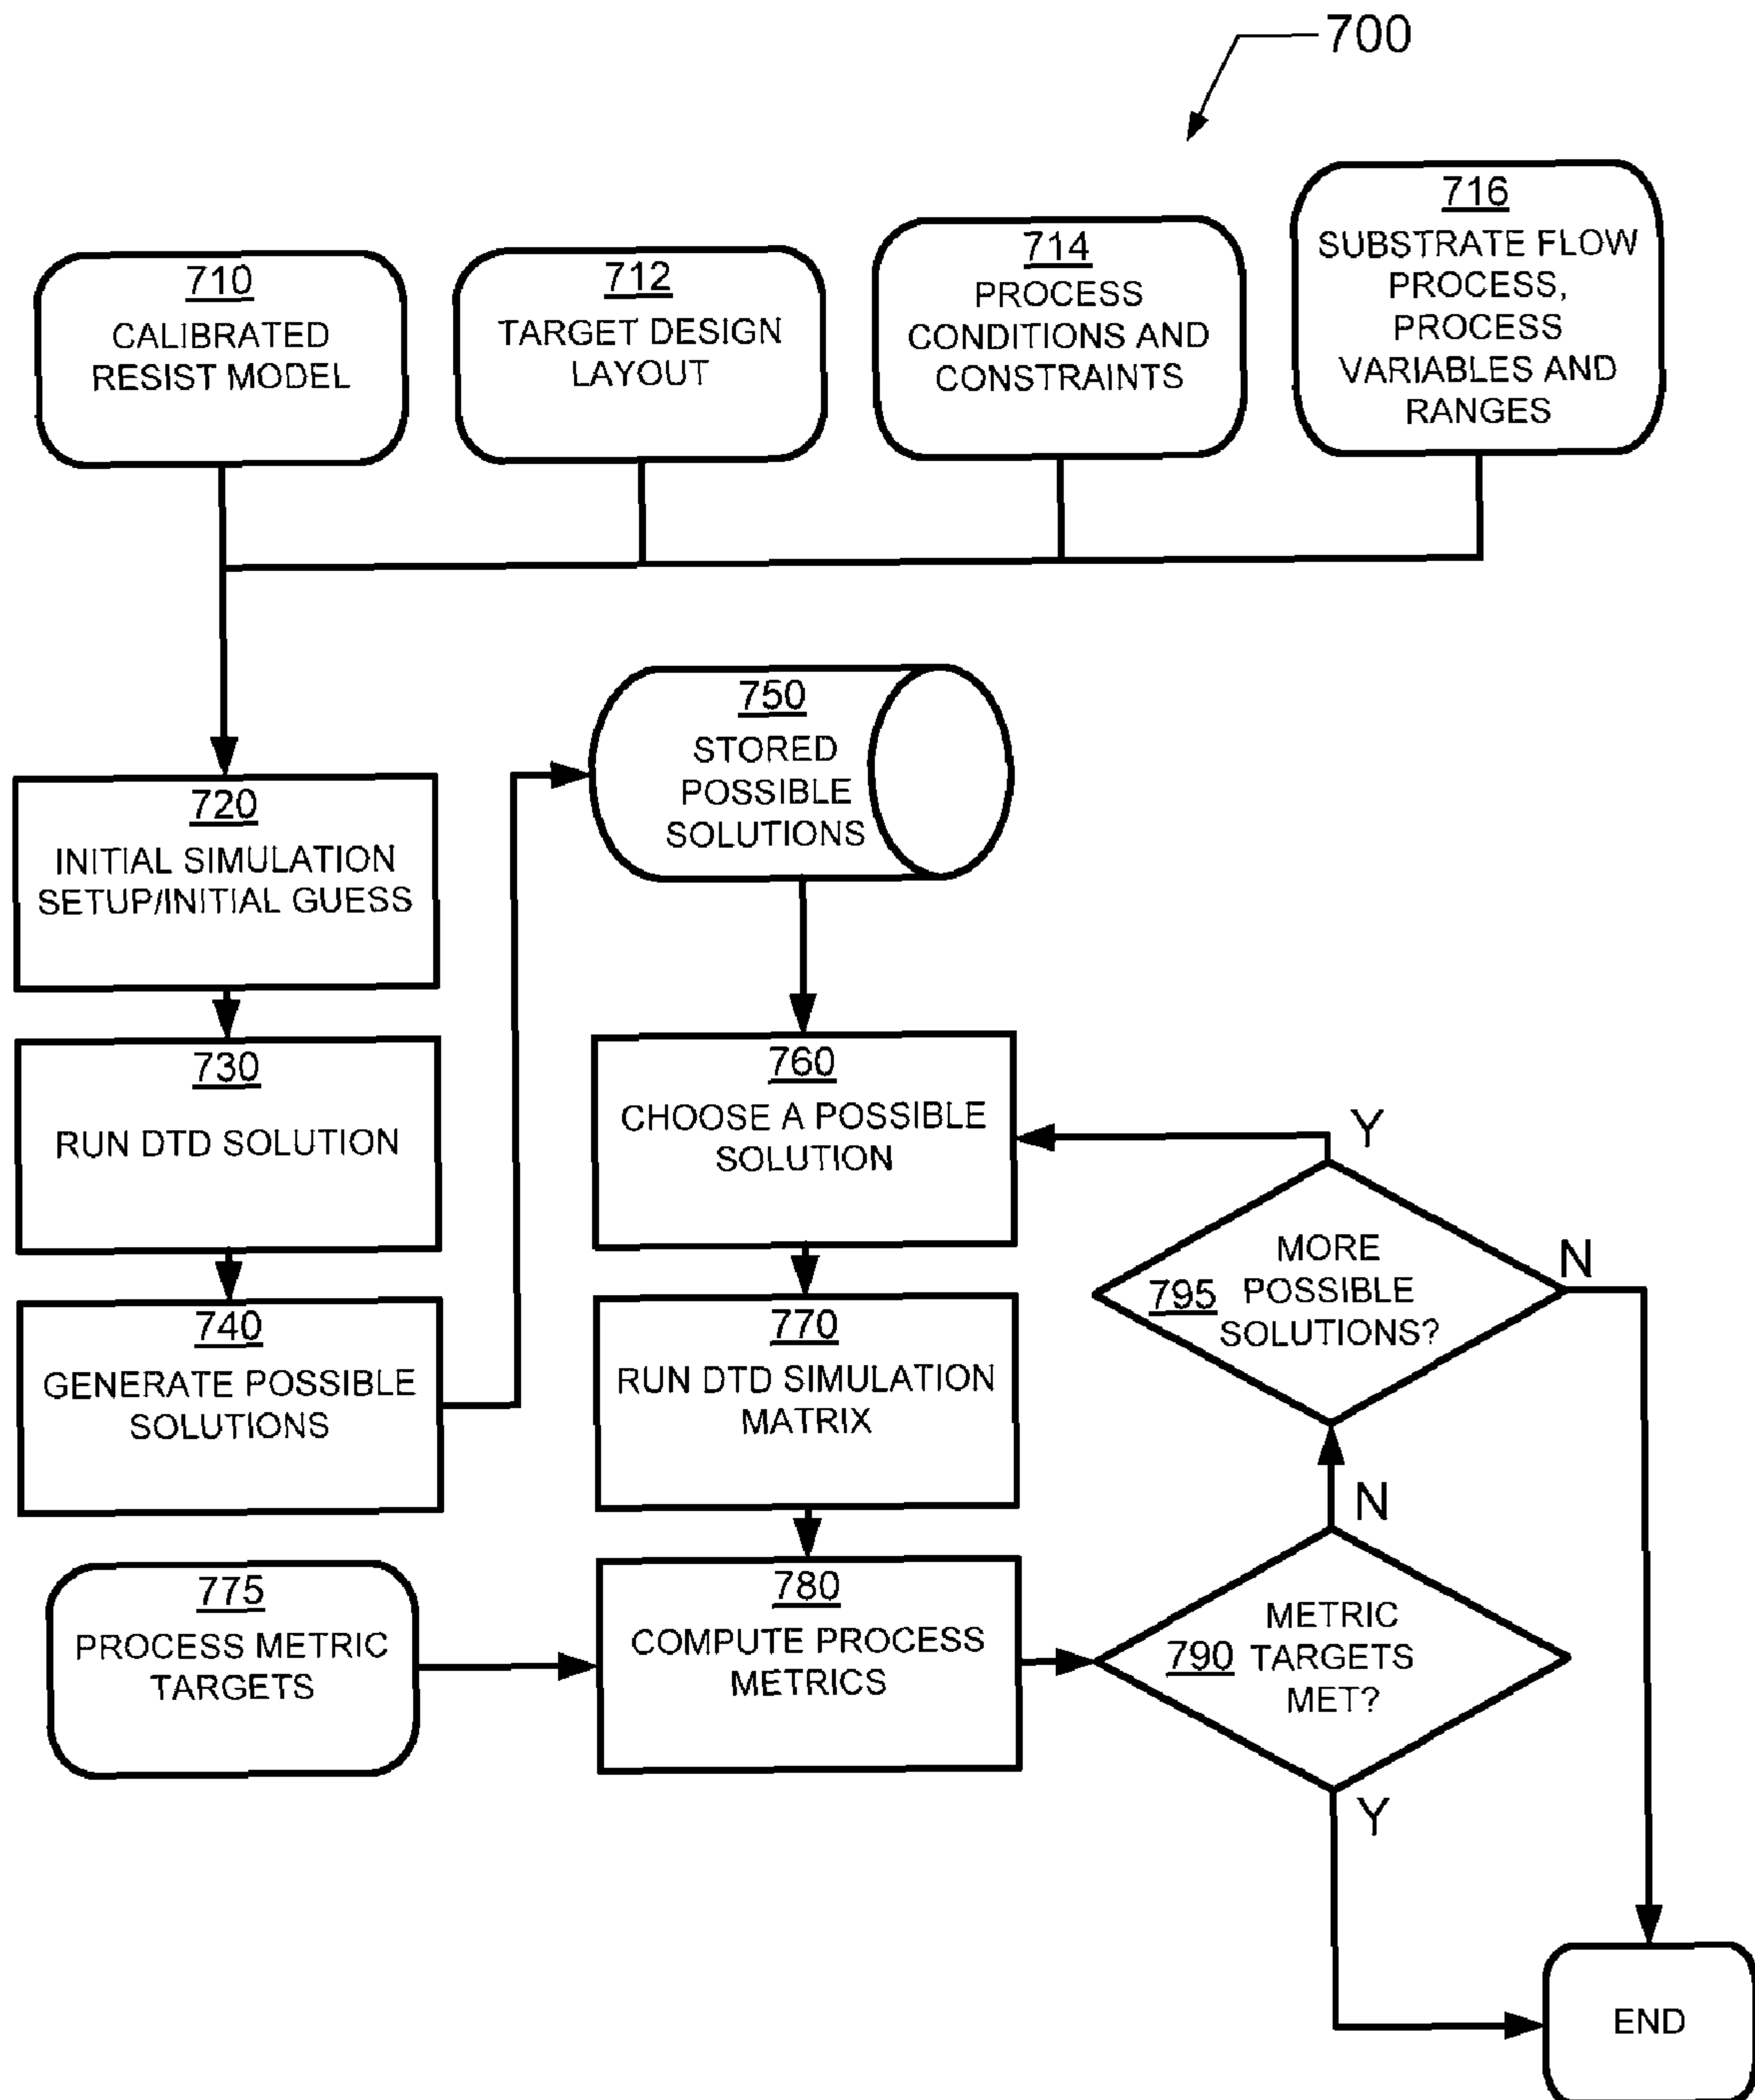 700
710
CALIBRATED
RESIST MODEL
712
TARGET DESIGN
LAYOUT
714
PROCESS
CONDITIONS AND
CONSTRAINTS
716
SUBSTRATE FLOW
PROCESS,
PROCESS
VARIABLES AND
RANGES
720
INITIAL SIMULATION
SETUP/INITIAL GUESS
730
RUN DTD SOLUTION
740
GENERATE POSSIBLE
SOLUTIONS
750
STORED
POSSIBLE
SOLUTIONS
760
CHOOSE A POSSIBLE
SOLUTION
770
RUN DTD SIMULATION
MATRIX
775
PROCESS METRIC
TARGETS
780
COMPUTE PROCESS
METRICS
790
METRIC
TARGETS
MET?
N
Y
795
MORE
POSSIBLE
SOLUTIONS?
Y
N
END